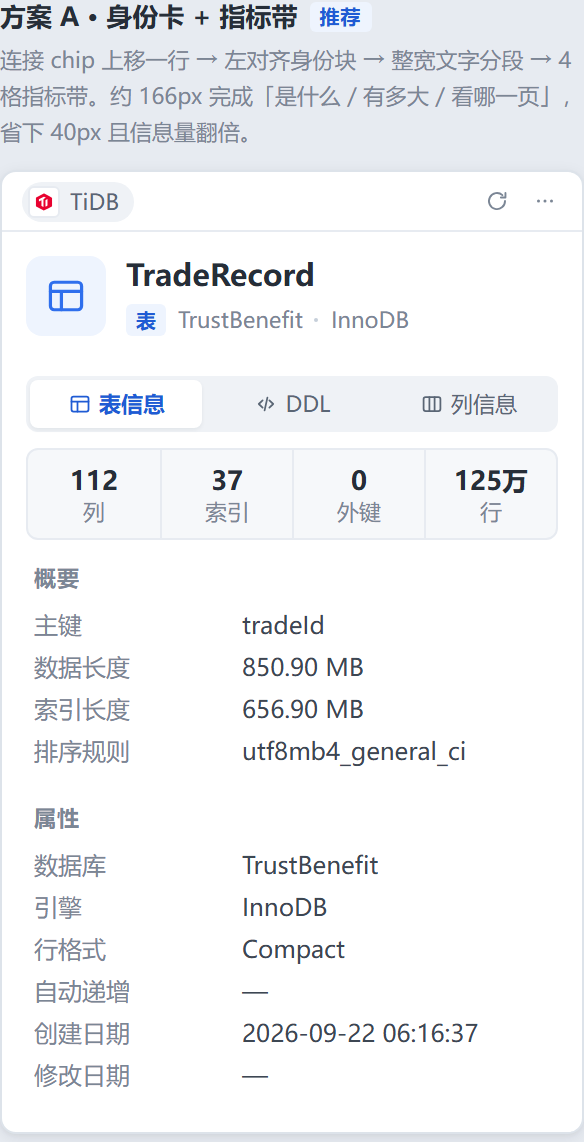 方案 A · 身份卡 + 指标带 推荐
连接 chip 上移一行 → 左对齐身份块 → 整宽文字分段 → 4
格指标带。约 166px 完成「是什么 / 有多大 / 看哪一页」,
省下 40px 且信息量翻倍。
TiDB
TradeRecord
表 TrustBenefit · InnoDB
表信息 DDL 列信息
112 37 0 125万
列 索引 外键 行
概要
主键 tradeId
数据长度 850.90 MB
索引长度 656.90 MB
排序规则 utf8mb4_general_ci
属性
数据库 TrustBenefit
引擎 InnoDB
行格式 Compact
自动递增 —
创建日期 2026-09-22 06:16:37
修改日期 —